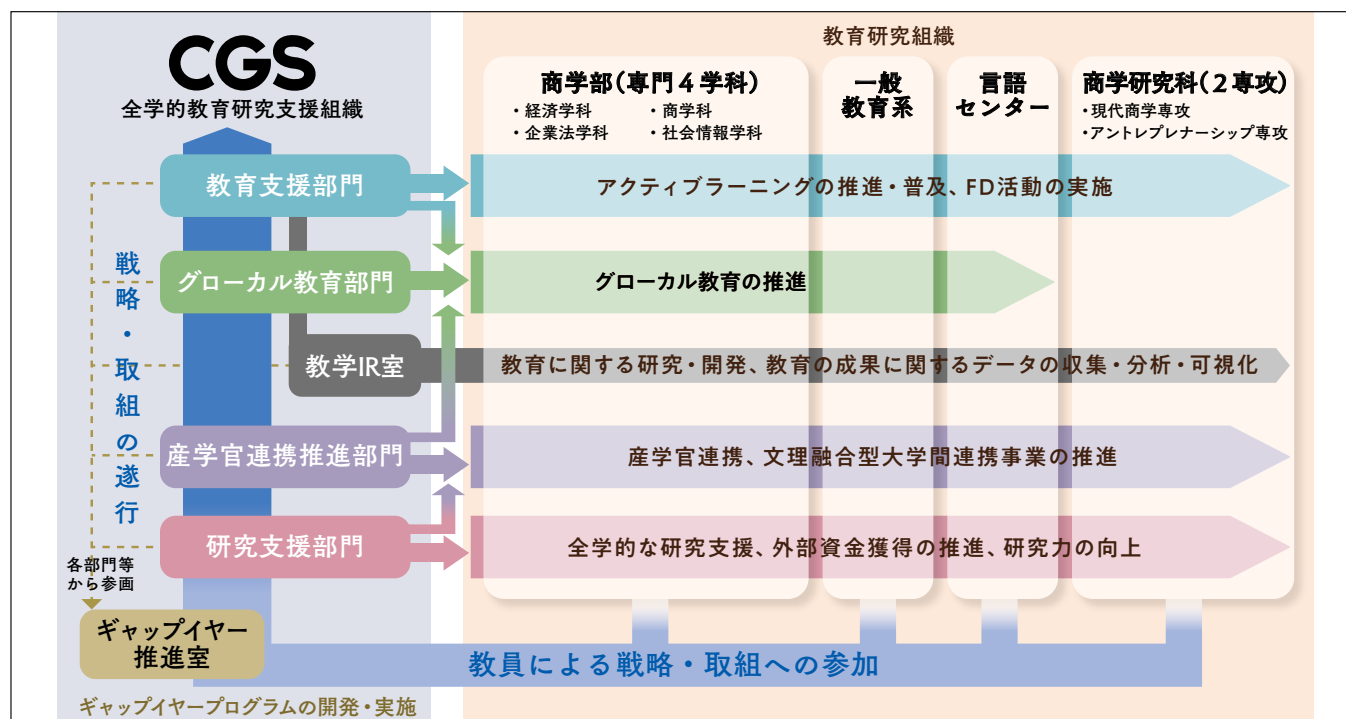 CGS
全学的教育研究支援組織
教育研究組織
商学部(専門4学科)
・経済学科
・商学科
・企業法学科
・社会情報学科
一般
教育系
言語
センター
商学研究科(2専攻)
・現代商学専攻
・アントレプレナーシップ専攻
教育支援部門
アクティブラーニングの推進・普及、FD活動の実施
戦略・取組の遂行
グローカル教育部門
グローカル教育の推進
教学IR室
教育に関する研究・開発、教育の成果に関するデータの収集・分析・可視化
産学官連携推進部門
産学官連携、文理融合型大学間連携事業の推進
研究支援部門
全学的な研究支援、外部資金獲得の推進、研究力の向上
各部門等
から参画
ギャップイヤー
推進室
教員による戦略・取組への参加
ギャップイヤープログラムの開発・実施